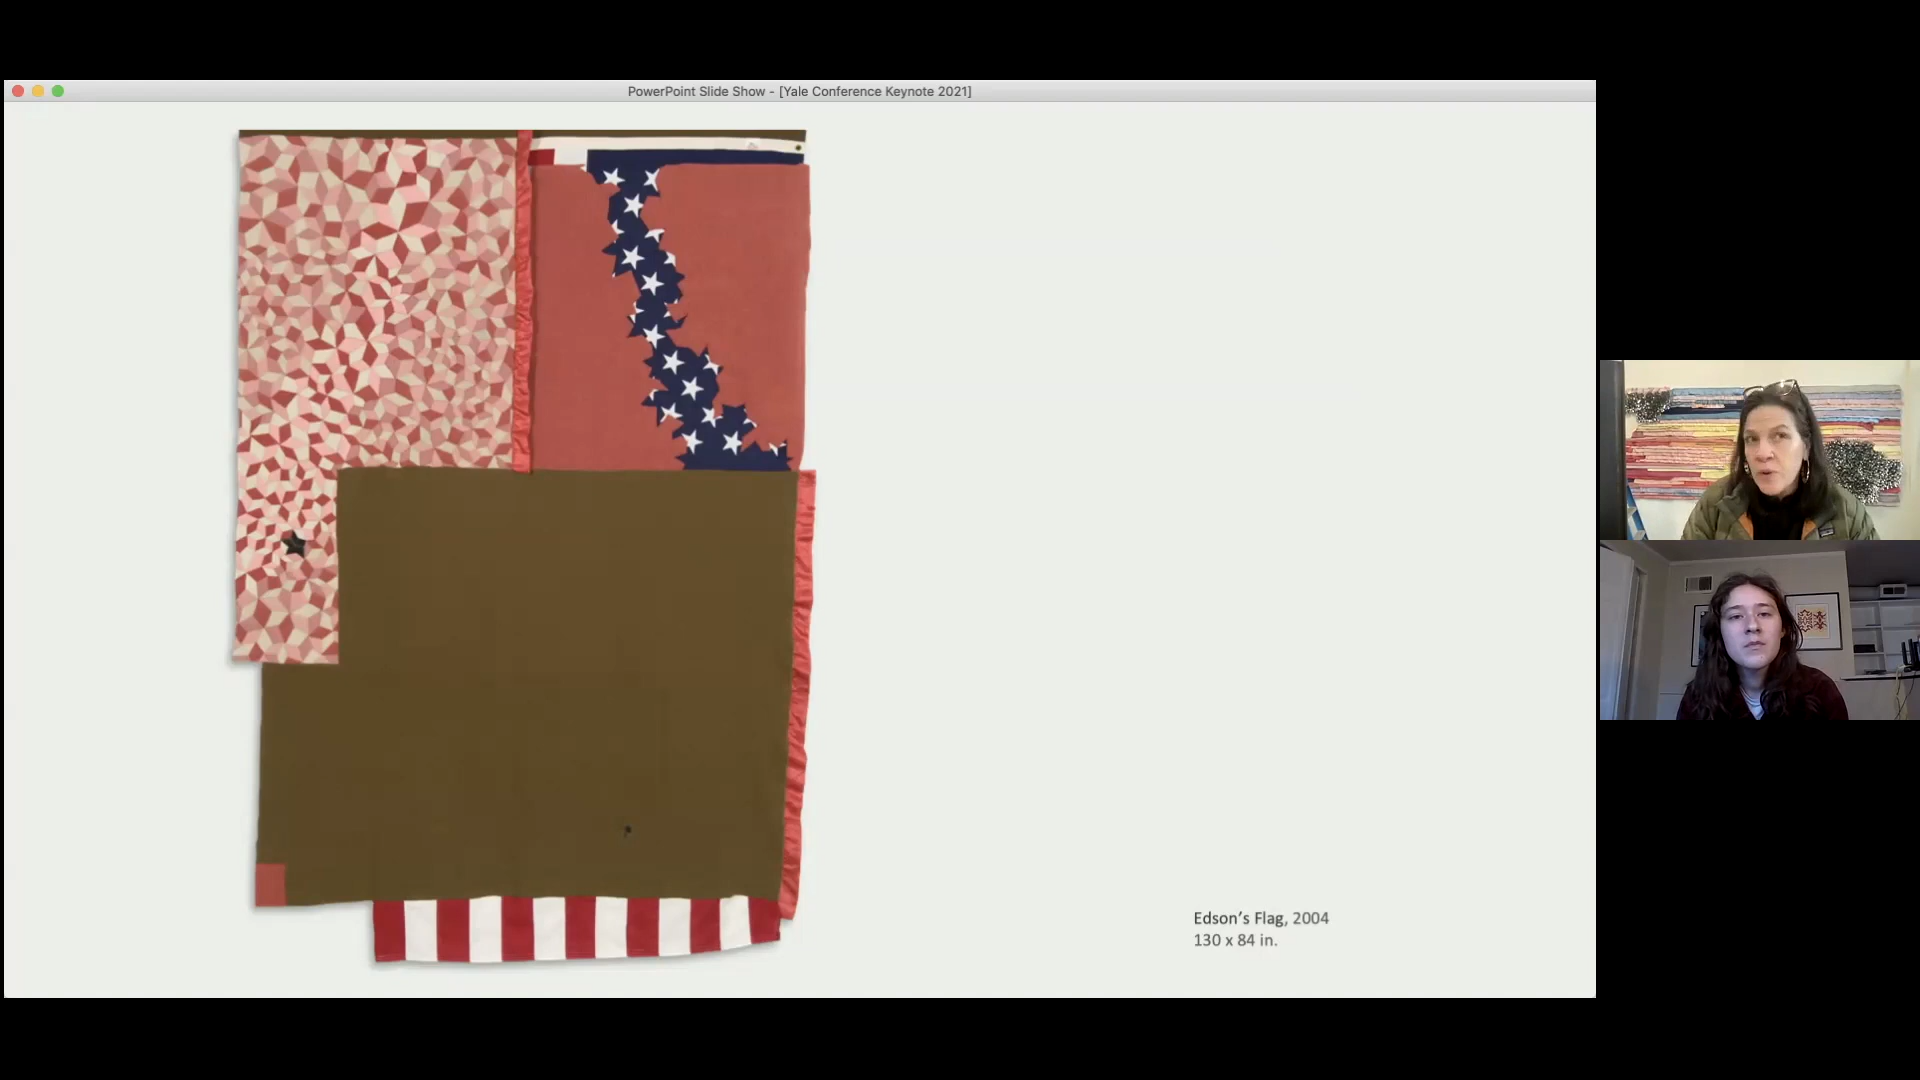 PowerPoint Slide Show - [Yale Conference Keynote 2021]
Edson's Flag, 2004
130 x 84 in.